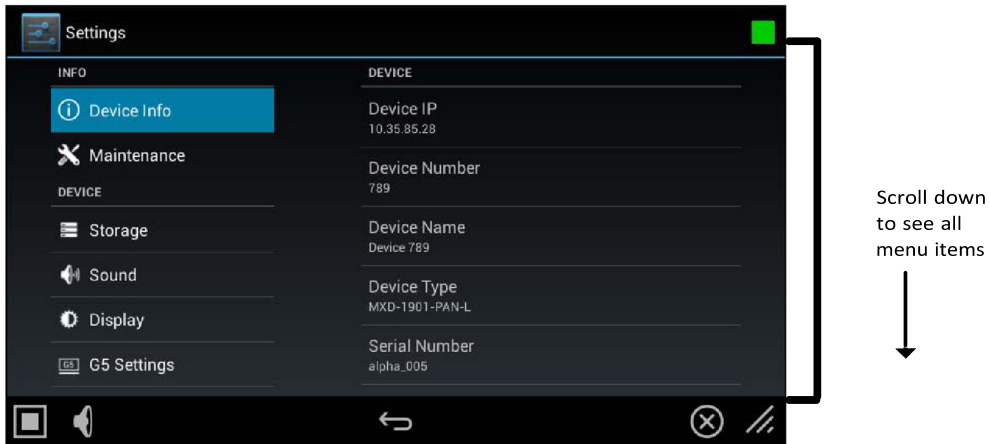 Settings
INFO
Device Info
Maintenance
DEVICE
Storage
Sound
Display
G5 G5 Settings
DEVICE
Device IP
10.35.85.28
Device Number
789
Device Name
Device 789
Device Type
MXD-1901-PAN-L
Serial Number
alpha_005
Scroll down
to see all
menu items